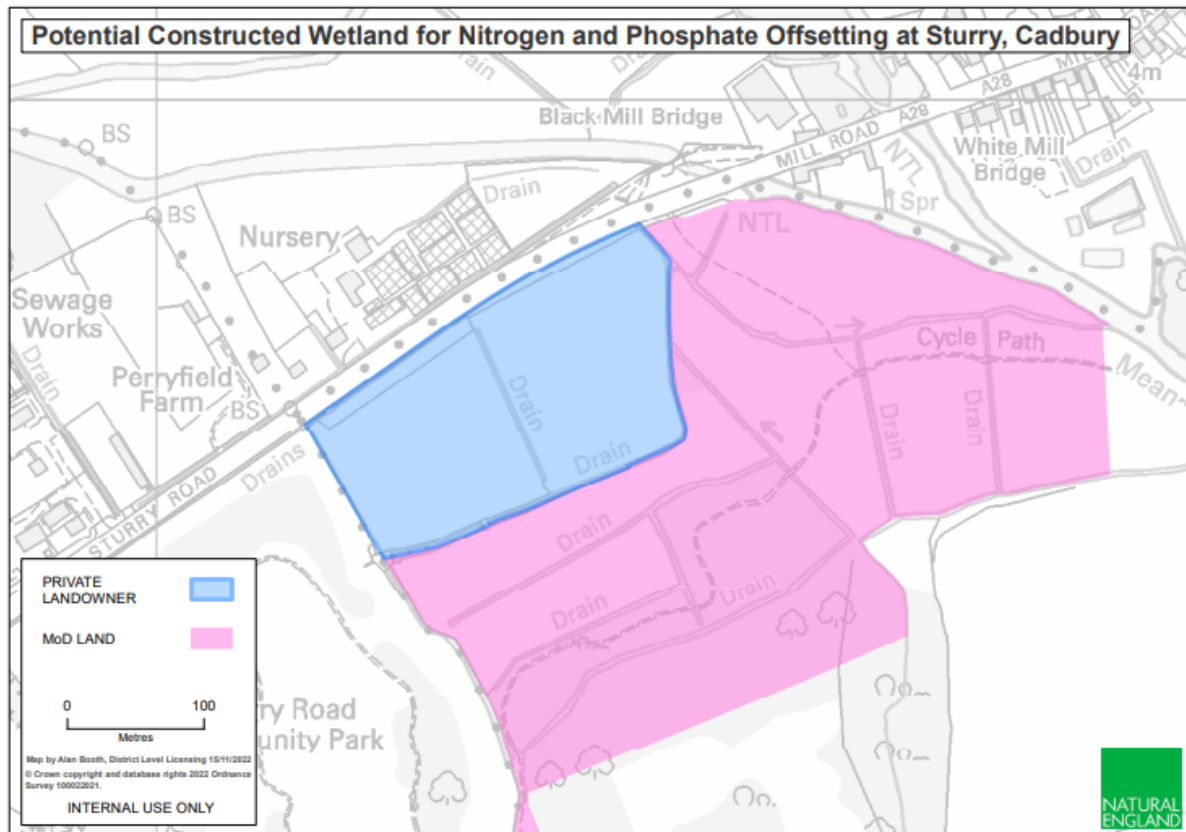 Potential Constructed Wetland for Nitrogen and Phosphate Offsetting at Sturry, Cadbury
Drain
Drain
4m
MILL
A28
Black Mill Bridge
MILL ROAD
A28
White Mill
Bridge
Drain
BS
NTL
Drain
Spr
BS
Nursery
NTL
Sewage
Works
Cycle Path
Drain
Perryfield
Farm
Mean
Drain
BS
Drain
Drain
Drain
Drains
STURRY ROAD
Drain
Drain
Drain
PRIVATE
LANDOWNER
MoD LAND
0 100
Metres
ry Road
unity Park
Map by Alan Booth, District Level Licensing 15/11/2022
© Crown copyright and database rights 2022 Ordnance
Survey 100022021.
INTERNAL USE ONLY
NATURAL
ENGLAND